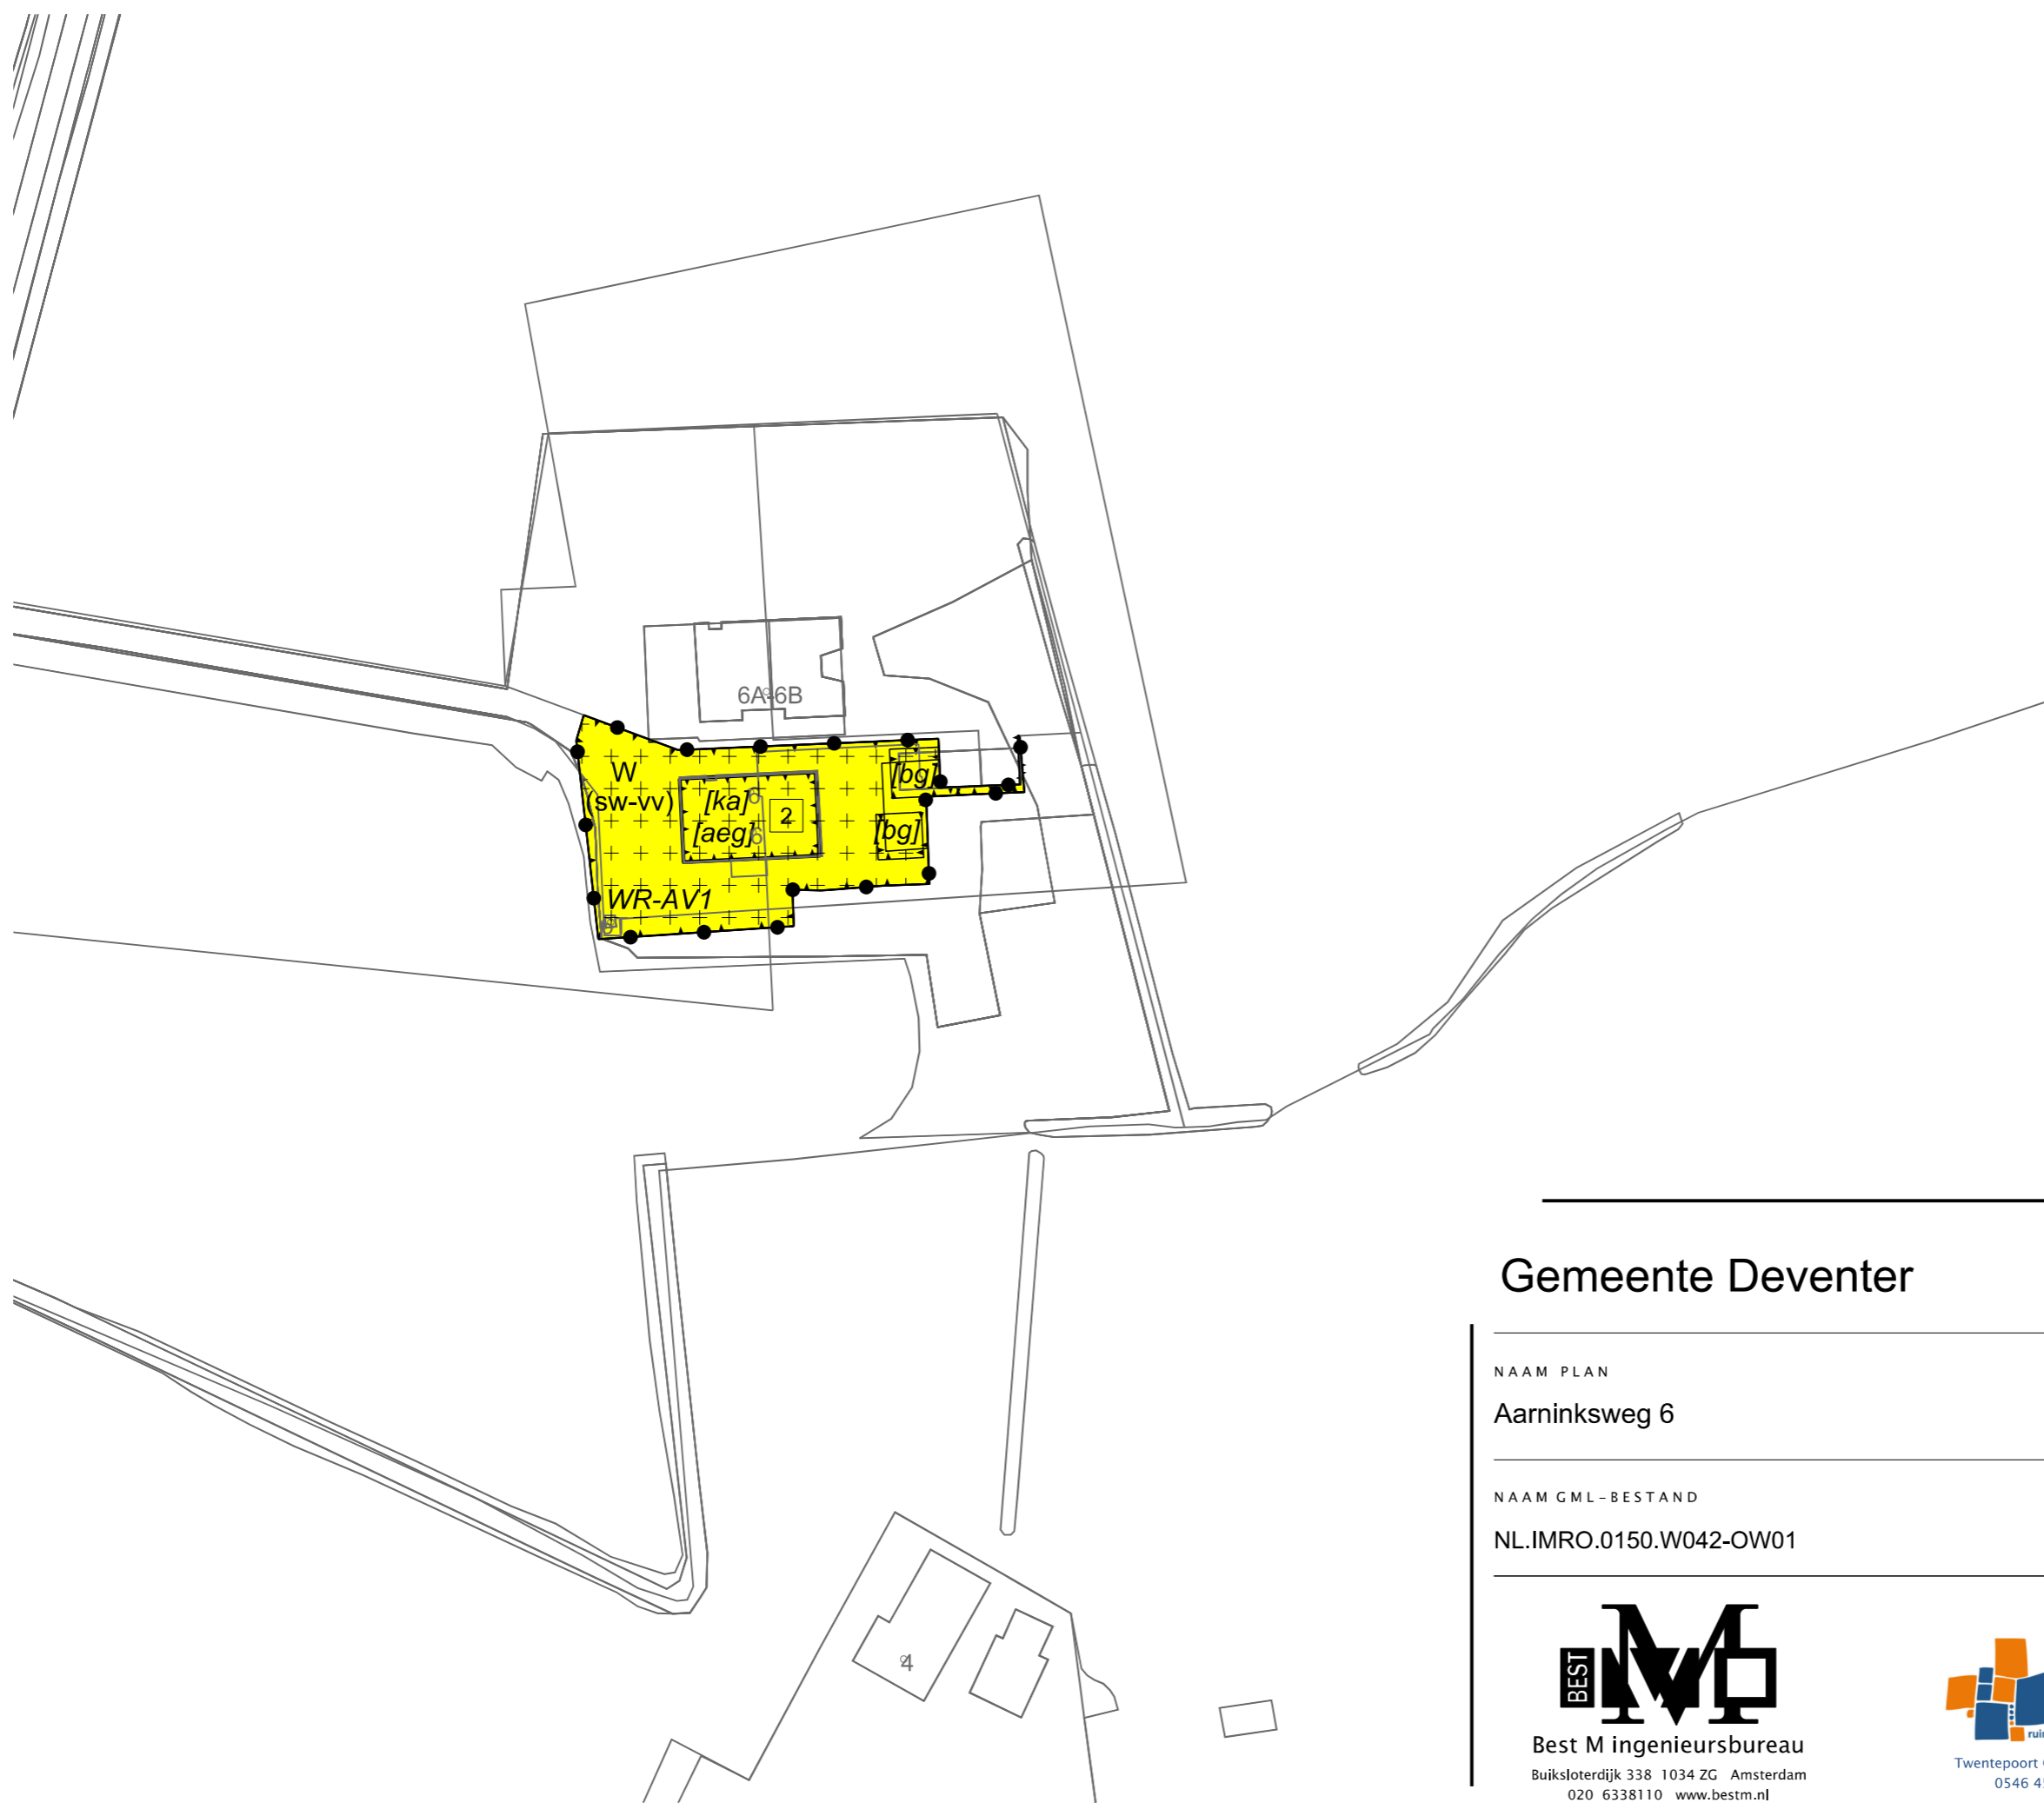 6A-6B
W
(sw-vv)
[ka]
6
2
[aeg]
6
[bg]
[bg]
WR-AV1
4
Gemeente Deventer
NAAM PLAN
Aarninksweg 6
NAAM GML-BESTAND
NL.IMRO.0150.W042-OW01
BEST
Best M ingenieursbureau
Buiksloterdijk 338 1034 ZG Amsterdam
020 6338110 www.bestm.nl
Twentepoort
0546